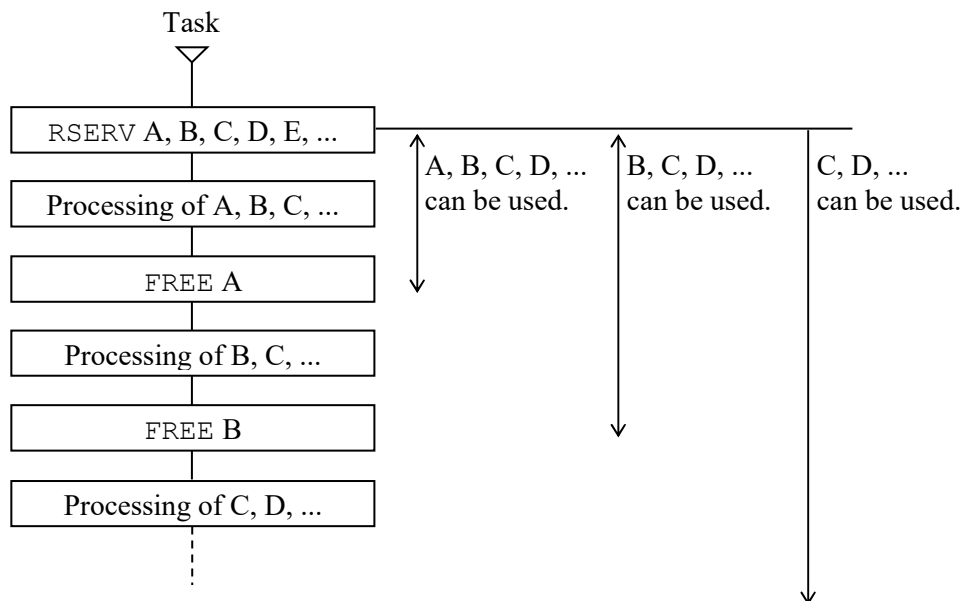 Task
RSERV A, B, C, D, E, ...
A, B, C, D, ...
can be used.
B, C, D, ...
can be used.
C, D, ...
can be used.
Processing of A, B, C, ...
FREE A
Processing of B, C, ...
FREE B
Processing of C, D, ...